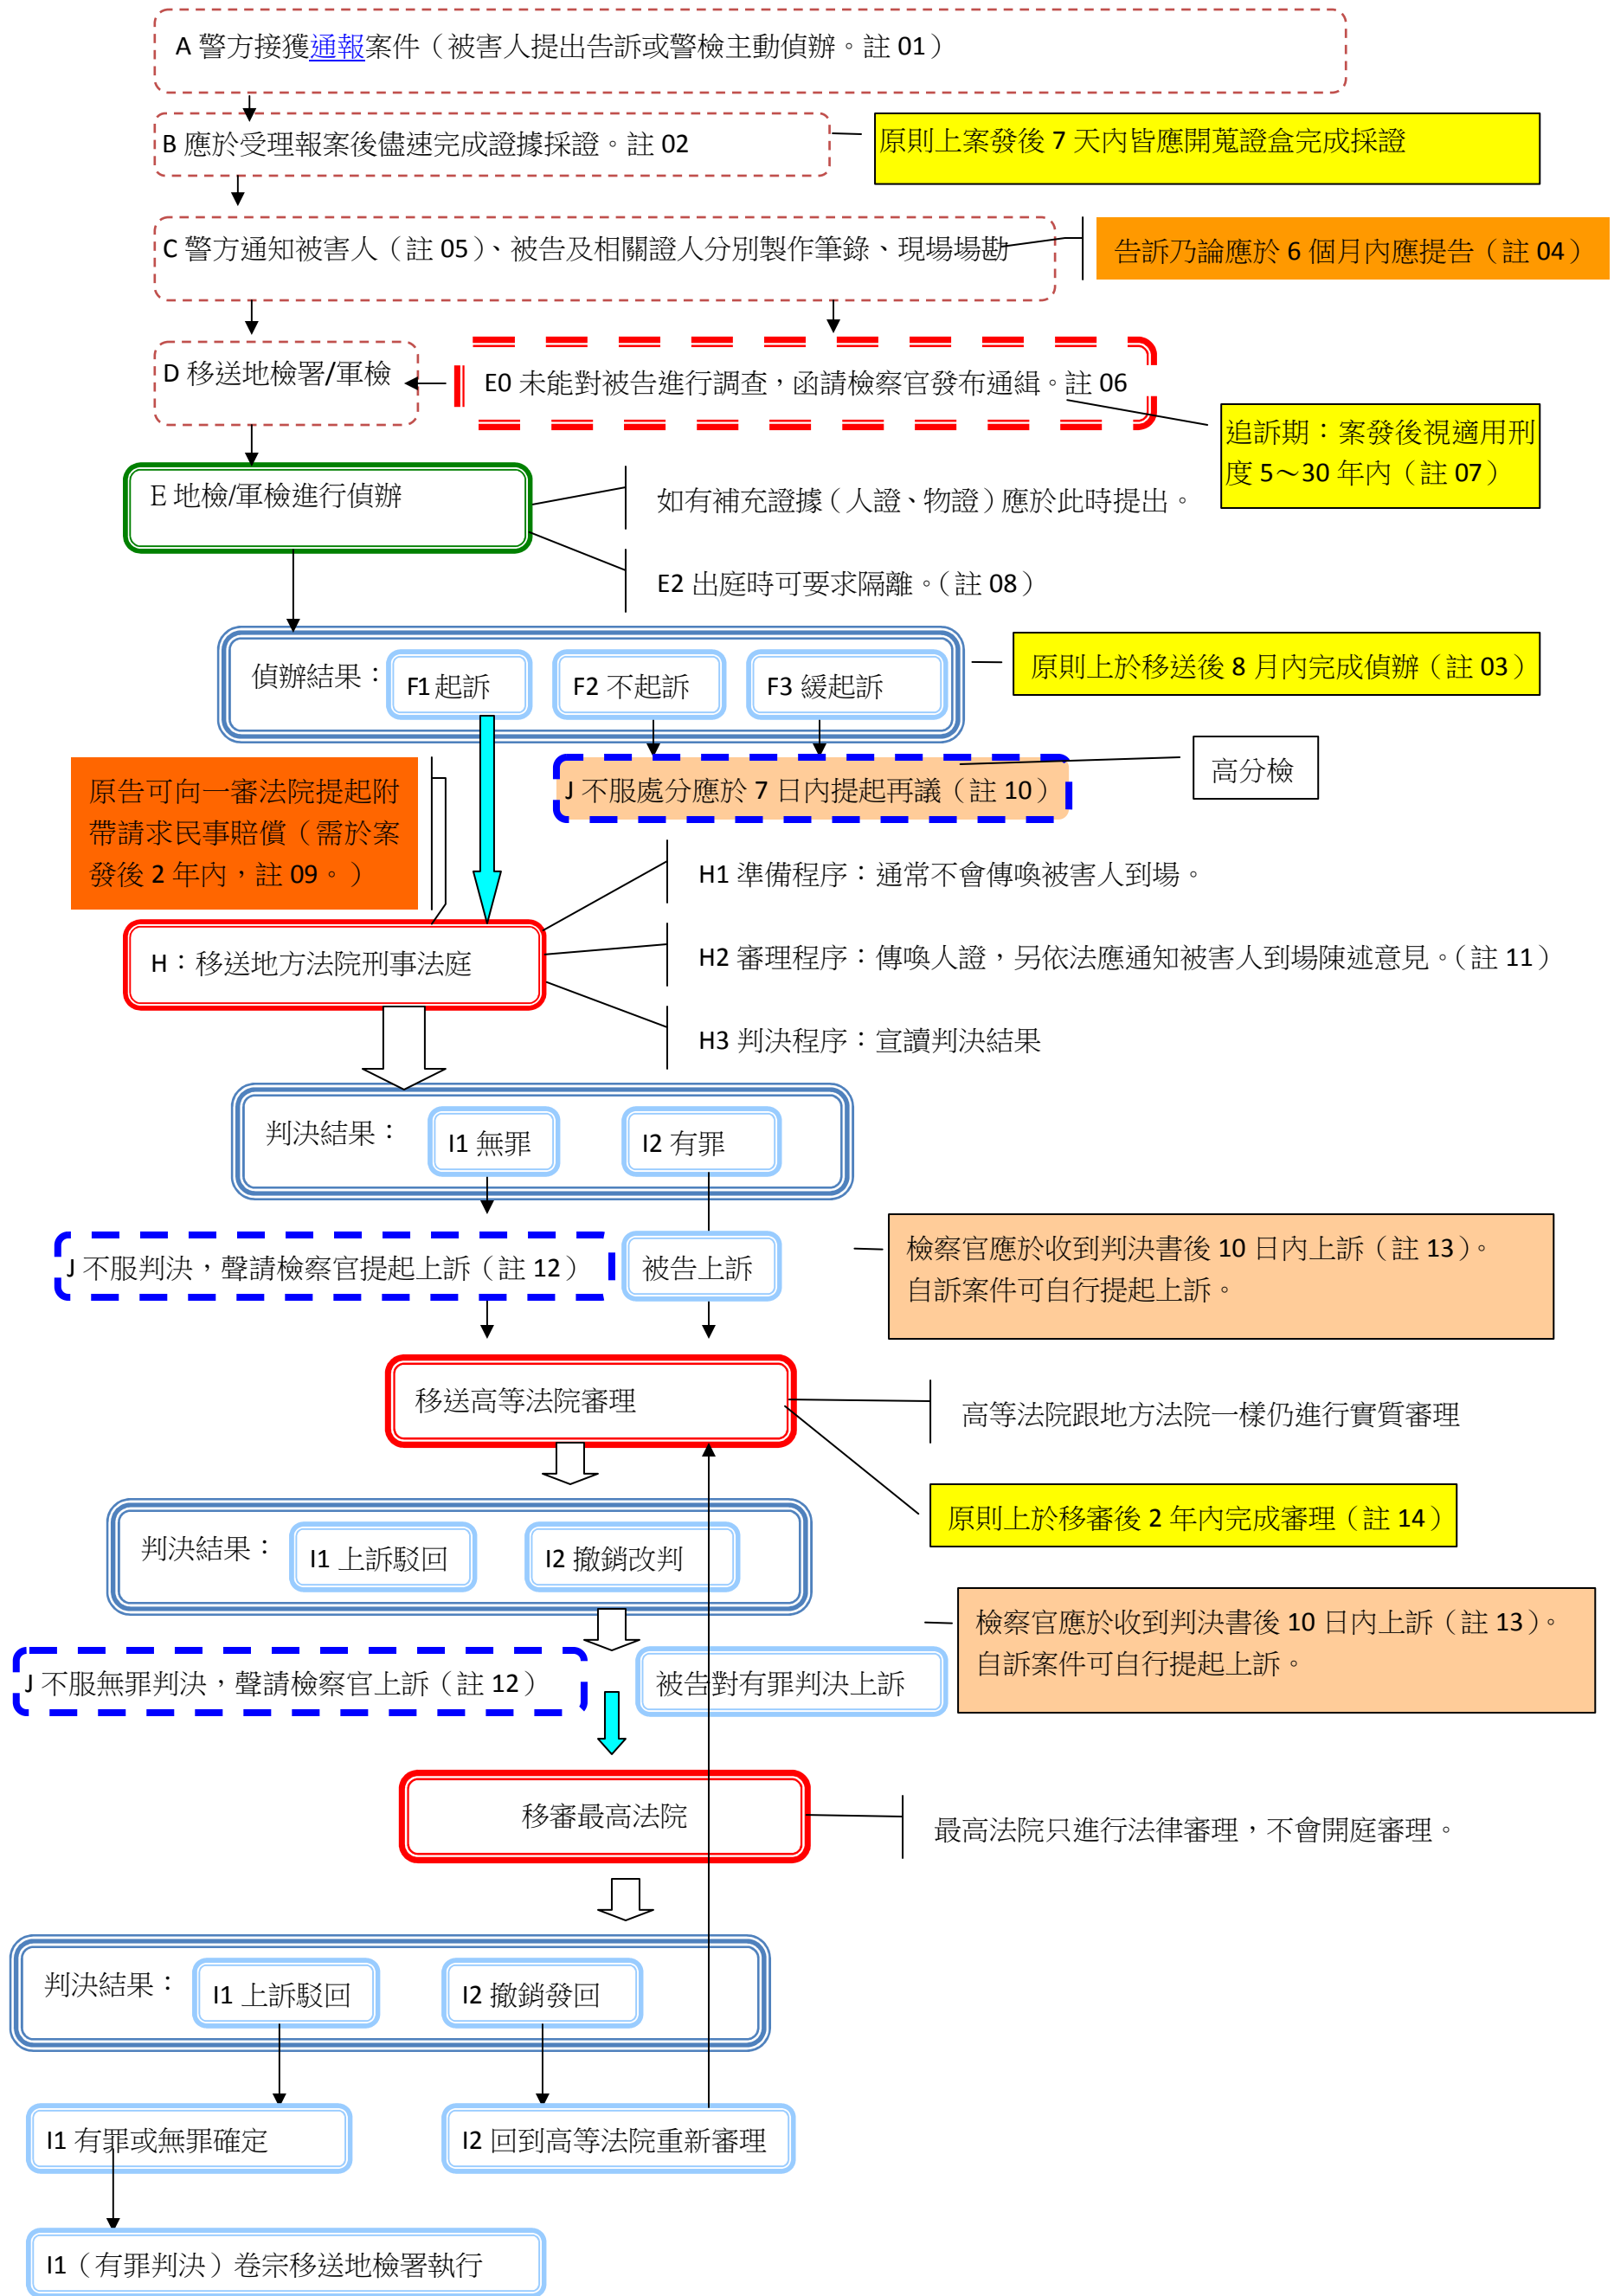 A 警方接獲通報案件（被害人提出告訴或警檢主動偵辦。註 01）
B 應於受理報案後儘速完成證據採證。註 02
原則上案發後 7 天內皆應開蒐證盒完成採證
C 警方通知被害人（註 05）、被告及相關證人分別製作筆錄、現場場勘
告訴乃論應於 6 個月內應提告（註 04）
D 移送地檢署/軍檢
E0 未能對被告進行調查，函請檢察官發布通緝。註 06
追訴期：案發後視適用刑
度 5～30 年內（註 07）
E 地檢/軍檢進行偵辦
如有補充證據（人證、物證）應於此時提出。
E2 出庭時可要求隔離。（註 08）
偵辦結果：
F1 起訴
F2 不起訴
F3 緩起訴
原則上於移送後 8 月內完成偵辦（註 03）
原告可向一審法院提起附
帶請求民事賠償（需於案
發後 2 年內，註 09。）
J 不服處分應於 7 日內提起再議（註 10）
高分檢
H1 準備程序：通常不會傳喚被害人到場。
H：移送地方法院刑事法庭
H2 審理程序：傳喚人證，另依法應通知被害人到場陳述意見。（註 11）
H3 判決程序：宣讀判決結果
判決結果：
I1 無罪
I2 有罪
J 不服判決，聲請檢察官提起上訴（註 12）
被告上訴
檢察官應於收到判決書後 10 日內上訴（註 13）。
自訴案件可自行提起上訴。
移送高等法院審理
高等法院跟地方法院一樣仍進行實質審理
原則上於移審後 2 年內完成審理（註 14）
判決結果：
I1 上訴駁回
I2 撤銷改判
檢察官應於收到判決書後 10 日內上訴（註 13）。
自訴案件可自行提起上訴。
J 不服無罪判決，聲請檢察官上訴（註 12）
被告對有罪判決上訴
移審最高法院
最高法院只進行法律審理，不會開庭審理。
判決結果：
I1 上訴駁回
I2 撤銷發回
I1 有罪或無罪確定
I2 回到高等法院重新審理
I1（有罪判決）卷宗移送地檢署執行